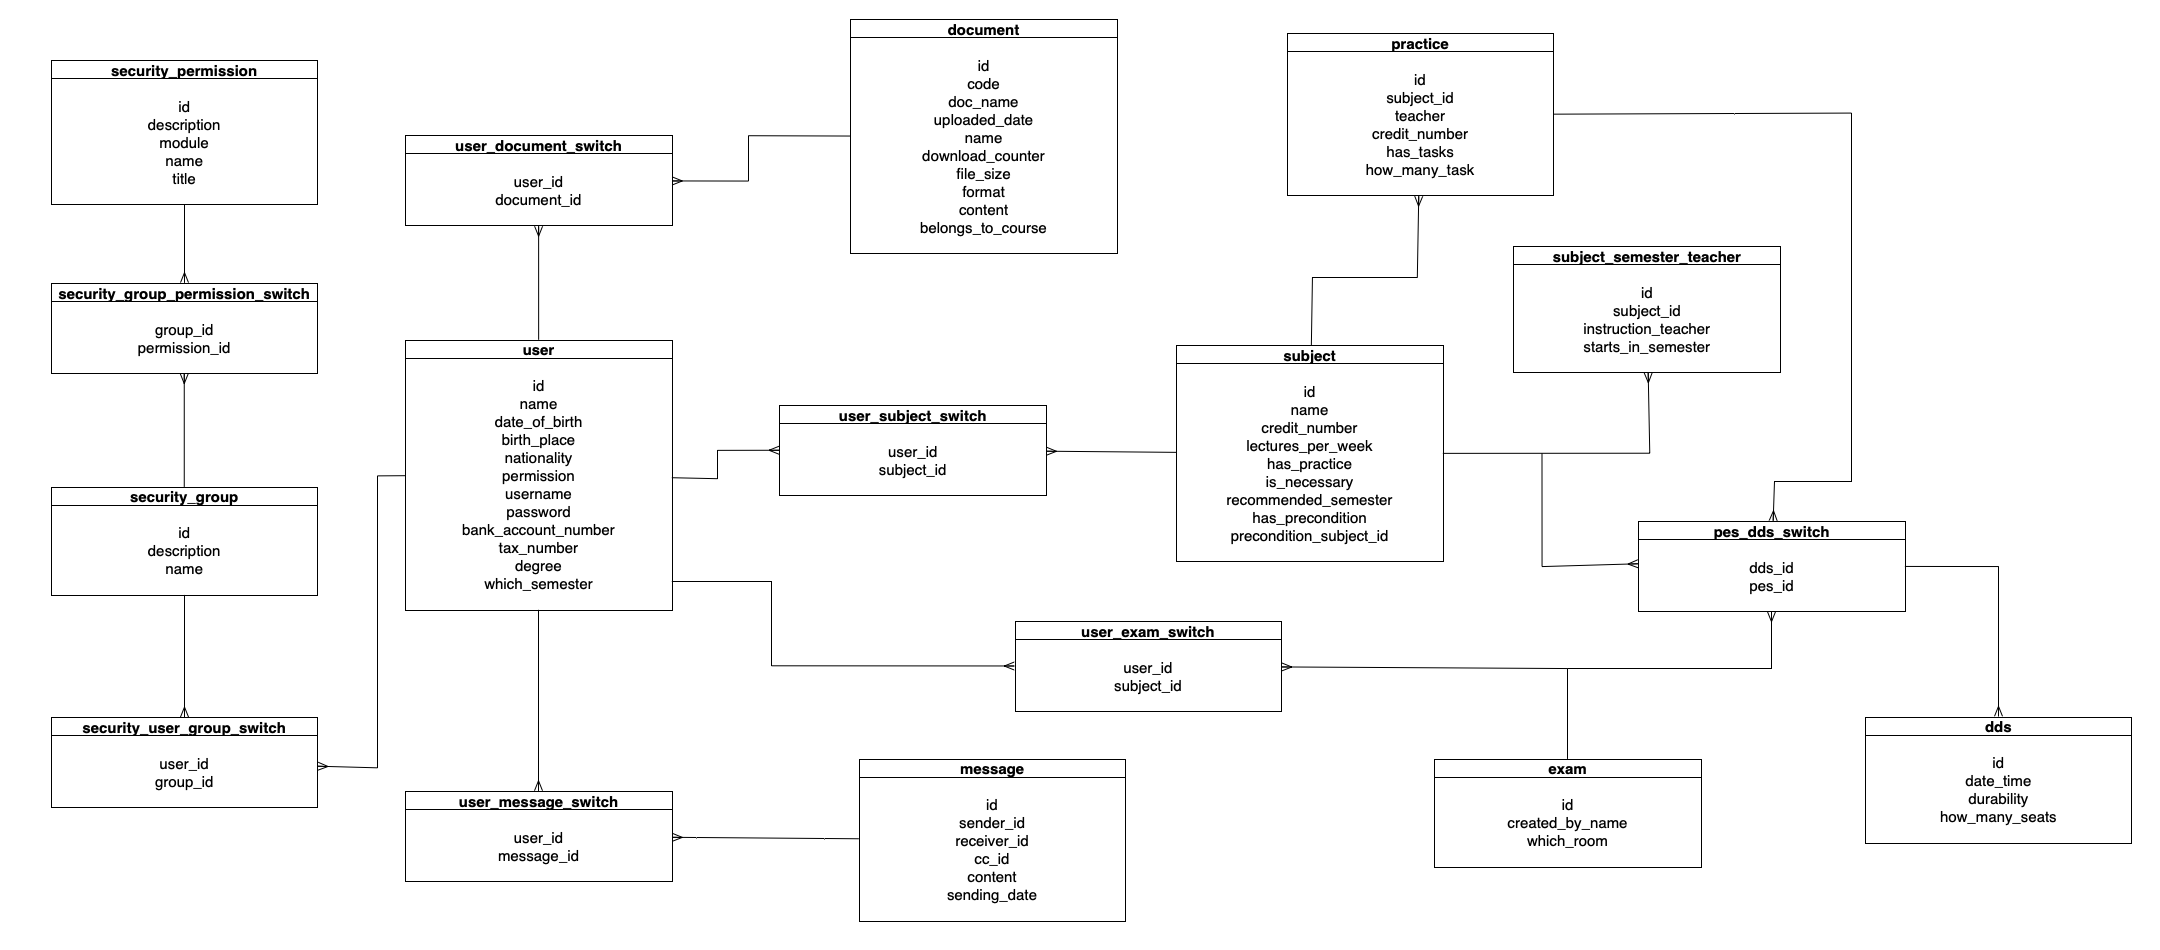 document
id
code
doc_name
uploaded_date
name
download_counter
file_size
format
content
belongs_to_course
practice
id
subject_id
teacher
credit_number
has_tasks
how_many_task
security_permission
id
description
module
name
title
user_document_switch
user_id
document_id
subject_semester_teacher
id
subject_id
instruction_teacher
starts_in_semester
security_group_permission_switch
group_id
permission_id
user
id
name
date_of_birth
birth_place
nationality
permission
username
password
bank_account_number
tax_number
degree
which_semester
subject
id
name
credit_number
lectures_per_week
has_practice
is_necessary
recommended_semester
has_precondition
precondition_subject_id
user_subject_switch
user_id
subject_id
security_group
id
description
name
pes_dds_switch
dds_id
pes_id
user_exam_switch
user_id
subject_id
security_user_group_switch
user_id
group_id
dds
id
date_time
durability
how_many_seats
message
id
sender_id
receiver_id
cc_id
content
sending_date
exam
id
created_by_name
which_room
user_message_switch
user_id
message_id